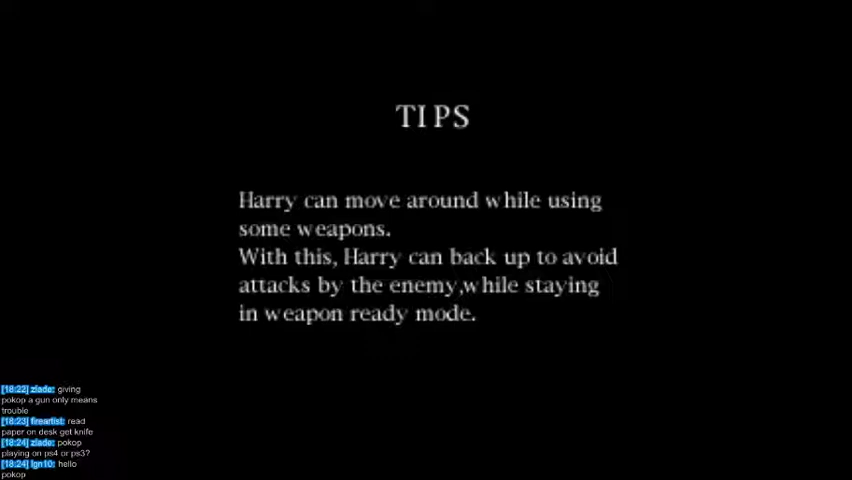 TIPS
Harry can move around while using
some weapons.
With this, Harry can back up to avoid
attacks by the enemy,while staying
in weapon ready mode.
[18:22] zlade: giving
pokop a gun only means
trouble
[18:23] fireartist: read
paper on desk get knife
[18:24] zlade: pokop
playing on ps4 or ps3?
[18:24] lgn10: hello
pokop